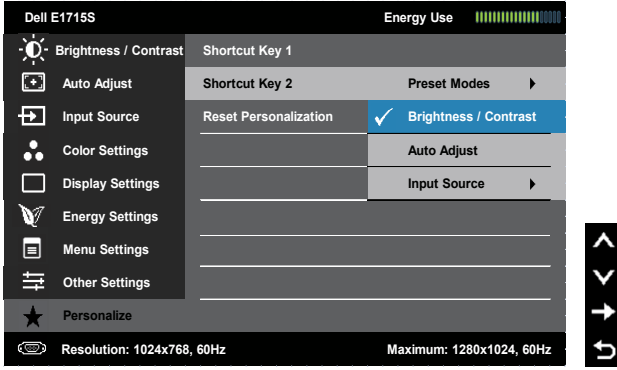 Dell E1715S Energy Use
Brightness / Contrast Shortcut Key 1
Auto Adjust Shortcut Key 2 Preset Modes
Input Source Reset Personalization Brightness / Contrast
Color Settings Auto Adjust
Display Settings Input Source
Energy Settings
Menu Settings
Other Settings
Personalize
Resolution: 1024x768, 60Hz Maximum: 1280x1024, 60Hz